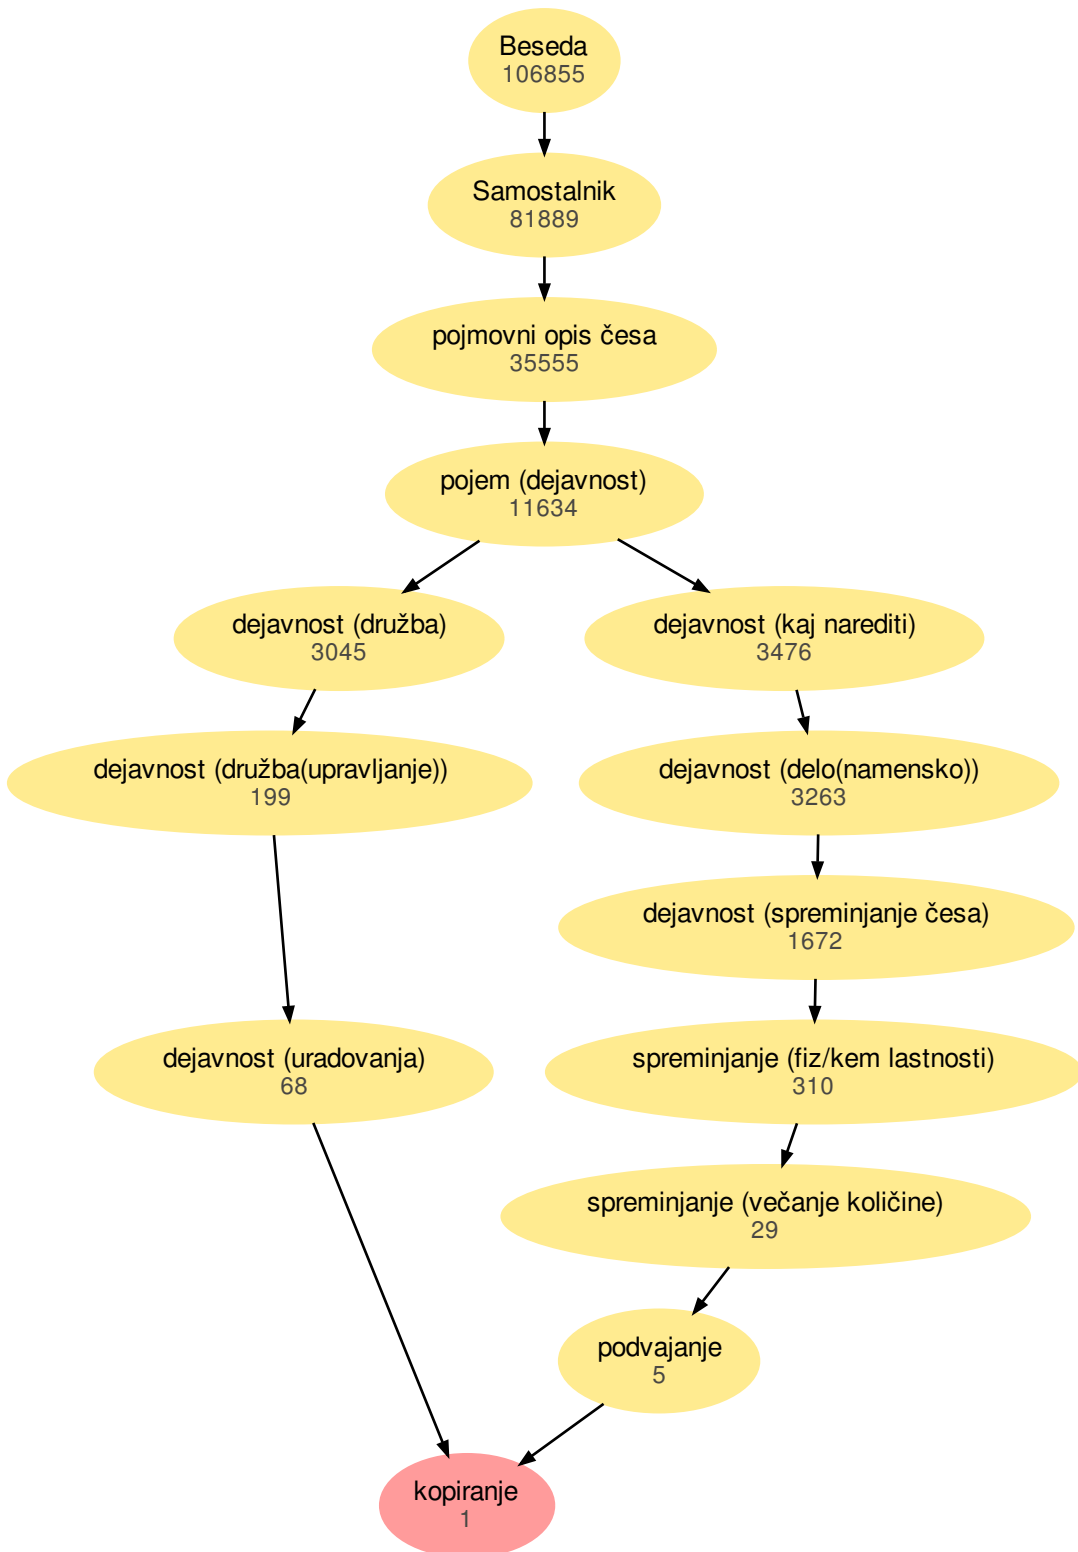 Beseda
106855
Samostalnik
81889
pojmovni opis česa
35555
pojem (dejavnost)
11634
dejavnost (družba)
3045
dejavnost (kaj narediti)
3476
dejavnost (družba(upravljanje))
199
dejavnost (delo(namensko))
3263
dejavnost (spreminjanje česa)
1672
dejavnost (uradovanja)
68
spreminjanje (fiz/kem lastnosti)
310
spreminjanje (večanje količine)
29
podvajanje
5
kopiranje
1